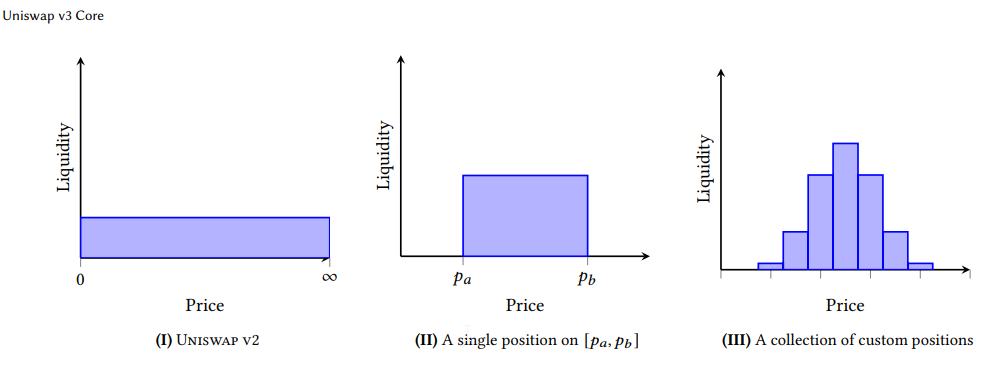 Uniswap v3 Core
Liquidity
0
∞
Price
(I) UNISWAP V2
Liquidity
pa
pb
Price
(II) A single position on [pa, pb]
Liquidity
Price
(III) A collection of custom positions